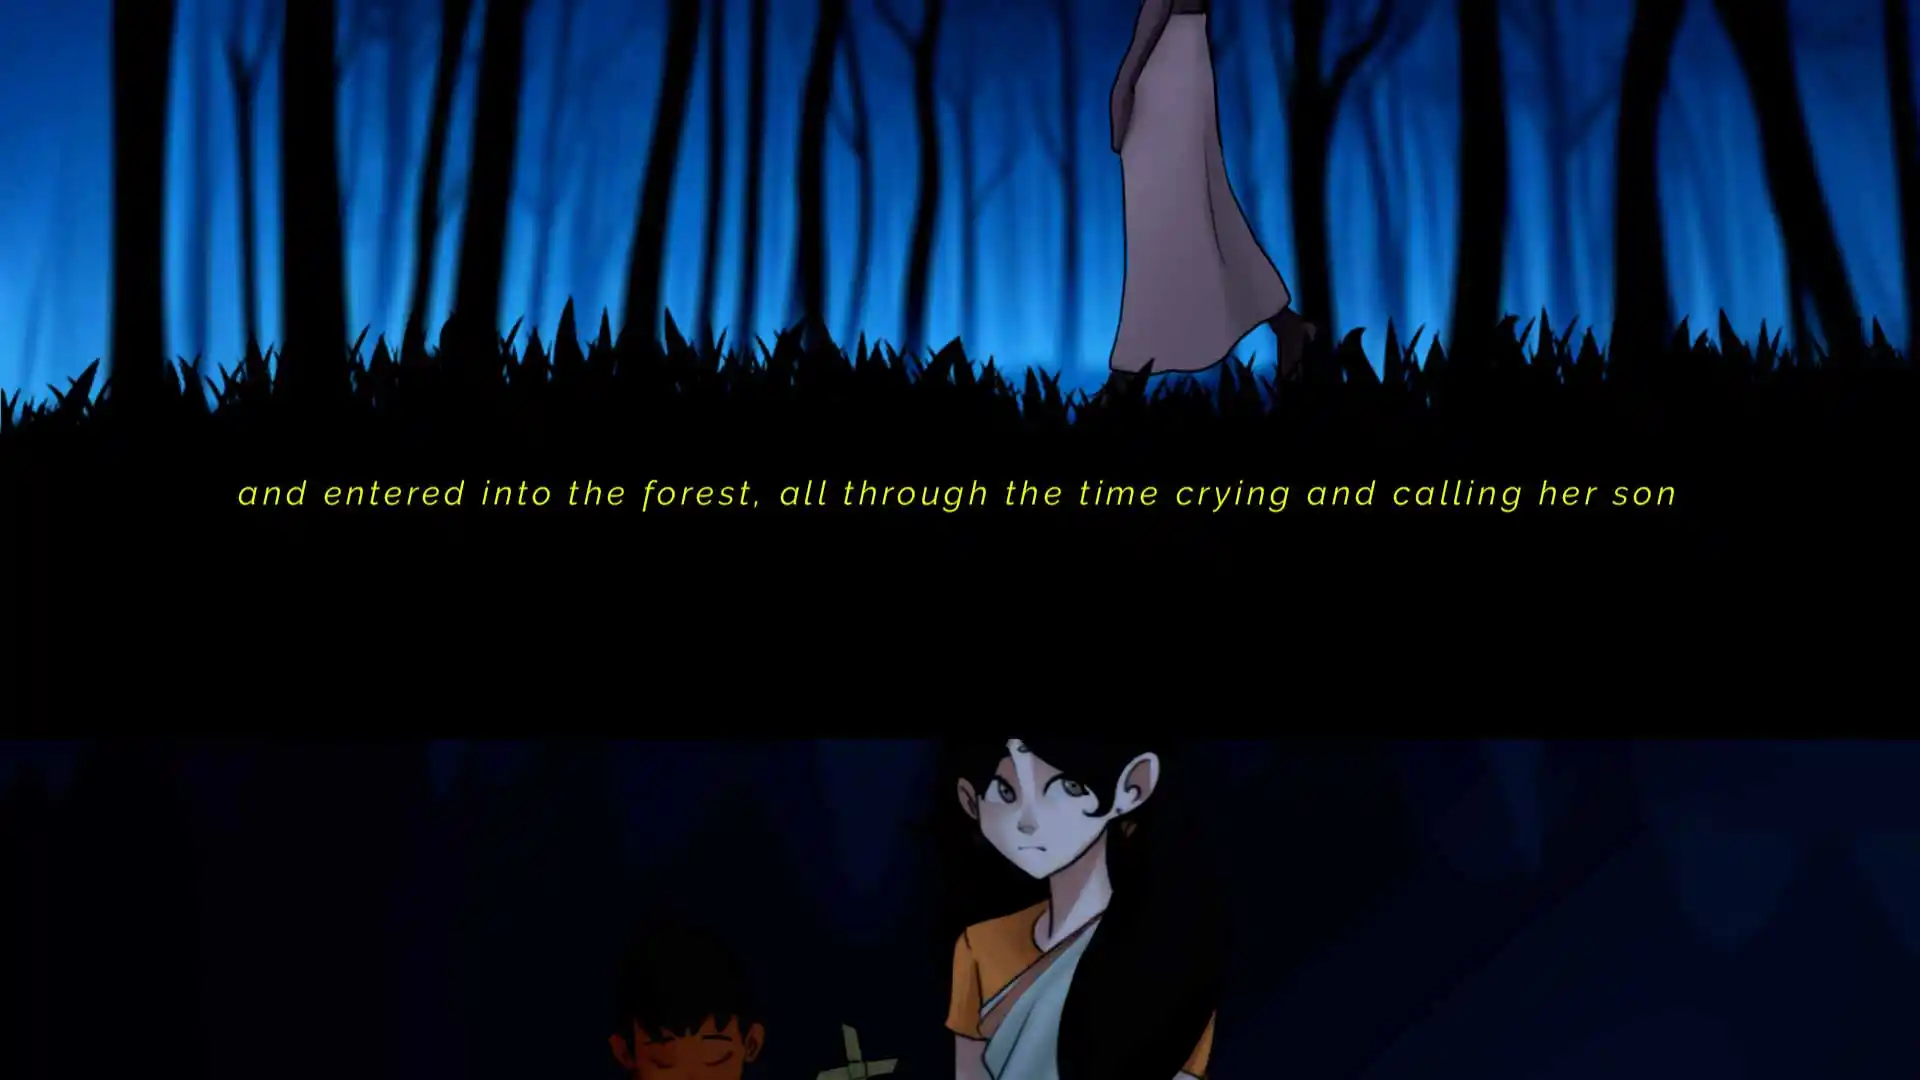 and entered into the forest, all through the time crying and calling her son